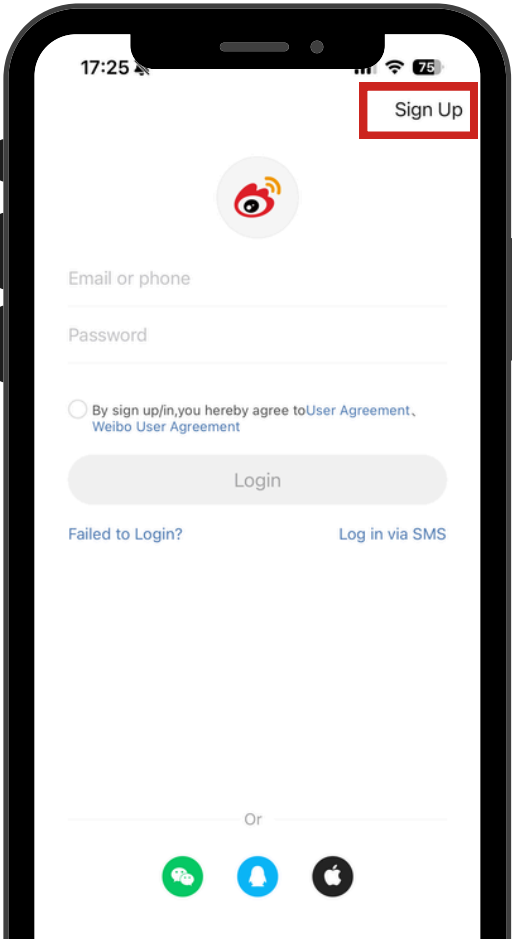 17:25
75
Sign Up
Email or phone
Password
By sign up/in,you hereby agree toUser Agreement、
Weibo User Agreement
Login
Failed to Login?
Log in via SMS
Or